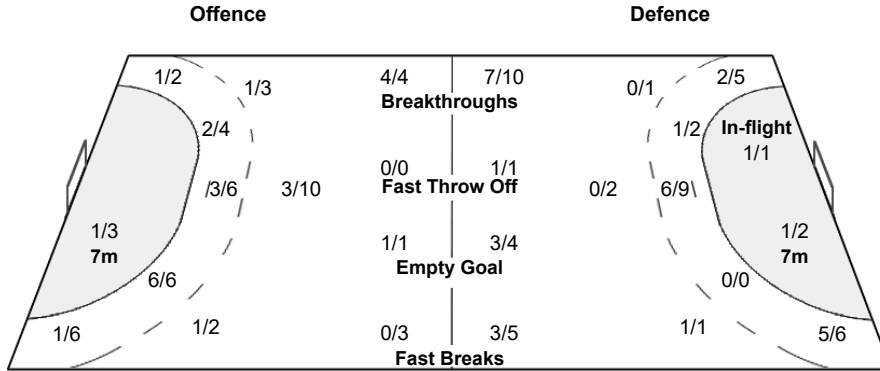 Offence Defence
1/2 1/3 4/4 7/10 0/1 2/5
Breakthroughs
2/4 1/2 In-flight
1/1
0/0 1/1
3/6 3/10 Fast Throw Off 0/2 6/9
1/3 1/1 3/4 1/2
7m Empty Goal 7m
6/6 0/0
1/6 1/2 0/3 3/5 1/1 5/6
Fast Breaks